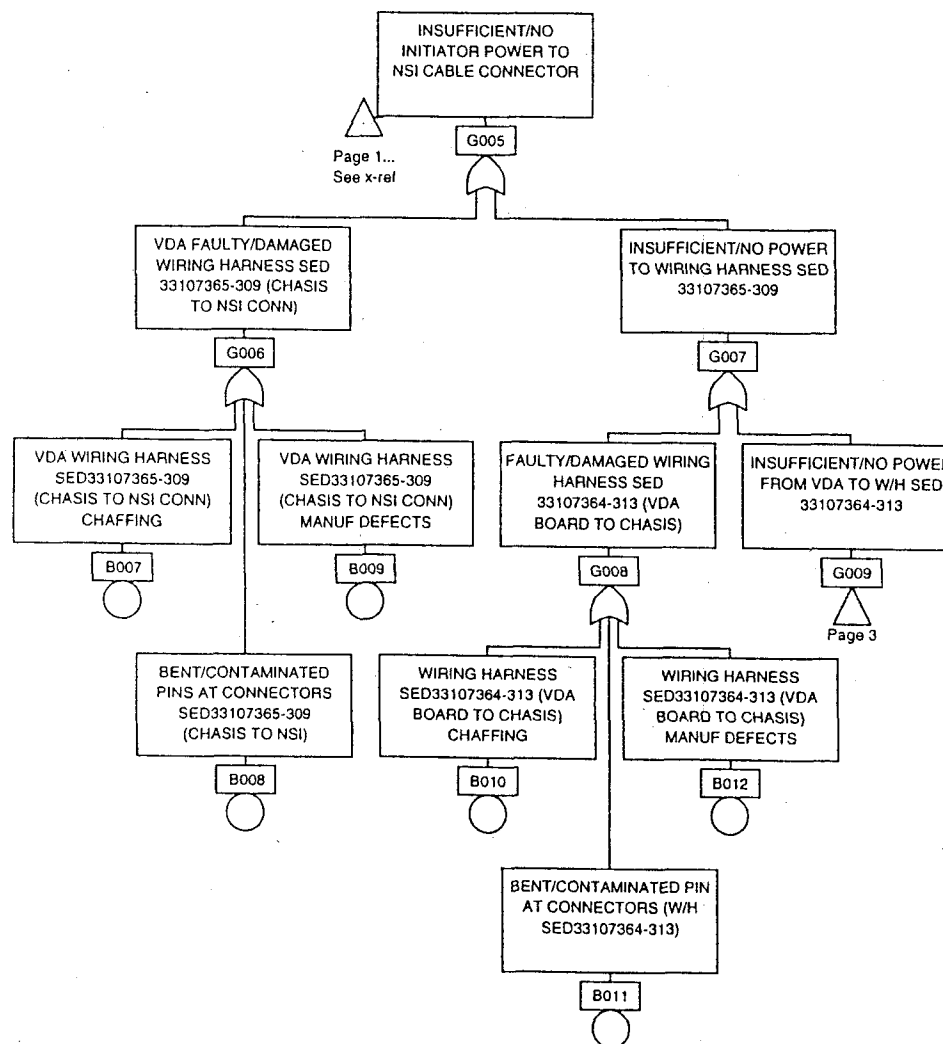 INSUFFICIENT/NO
INITIATOR POWER TO
NSI CABLE CONNECTOR
G005
Page 1...
See x-ref
VDA FAULTY/DAMAGED
WIRING HARNESS SED
33107365-309 (CHASIS
TO NSI CONN)
G006
INSUFFICIENT/NO POWER
TO WIRING HARNESS SED
33107365-309
G007
VDA WIRING HARNESS
SED33107365-309
(CHASIS TO NSI CONN)
CHAFFING
B007
VDA WIRING HARNESS
SED33107365-309
(CHASIS TO NSI CONN)
MANUF DEFECTS
B009
FAULTY/DAMAGED WIRING
HARNESS SED
33107364-313 (VDA
BOARD TO CHASIS)
G008
INSUFFICIENT/NO POWER
FROM VDA TO W/H SED
33107364-313
G009
Page 3
BENT/CONTAMINATED
PINS AT CONNECTORS
SED33107365-309
(CHASIS TO NSI)
B008
WIRING HARNESS
SED33107364-313 (VDA
BOARD TO CHASIS)
CHAFFING
B010
WIRING HARNESS
SED33107364-313 (VDA
BOARD TO CHASIS)
MANUF DEFECTS
B012
BENT/CONTAMINATED PIN
AT CONNECTORS (W/H
SED33107364-313)
B011